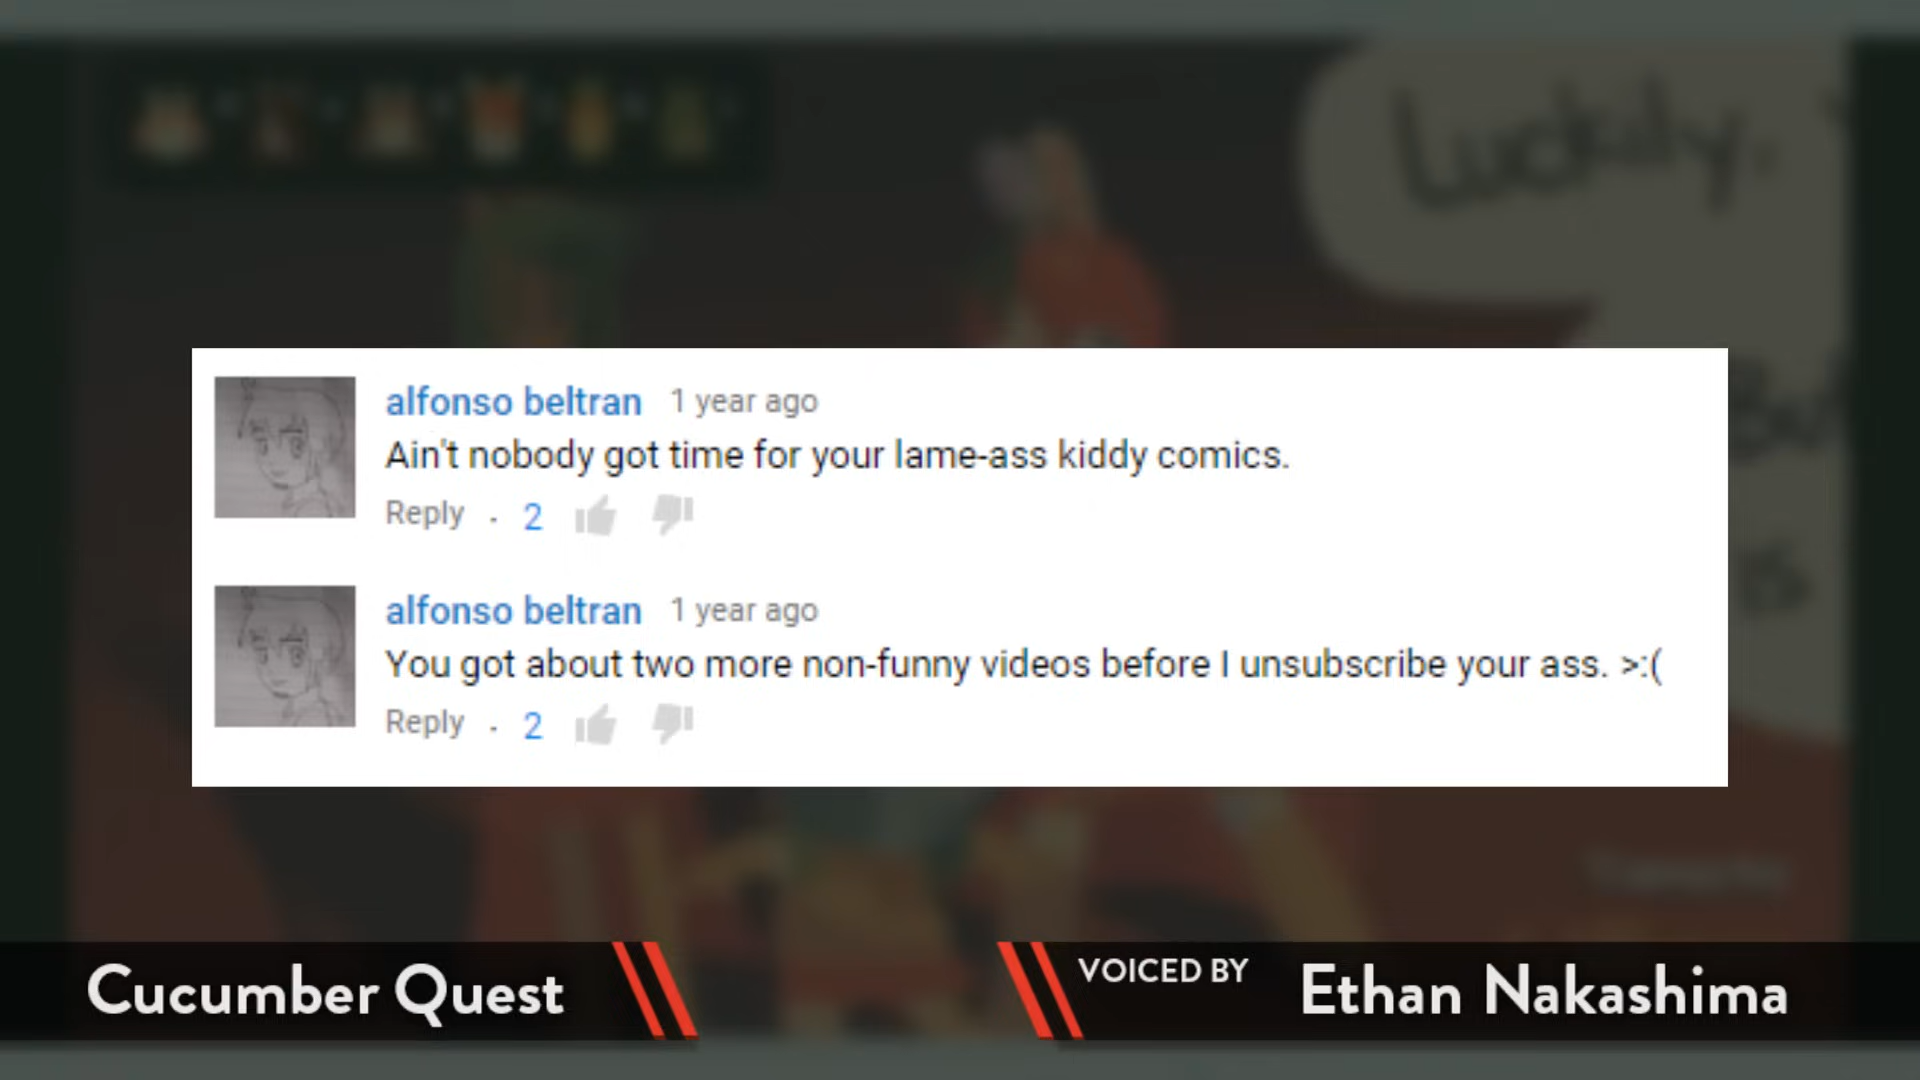 Luckily,
alfonso beltran 1 year ago
Ain't nobody got time for your lame-ass kiddy comics.
Reply · 2
alfonso beltran 1 year ago
You got about two more non-funny videos before I unsubscribe your ass. >:(
Reply · 2
Cucumber Quest
VOICED BY Ethan Nakashima